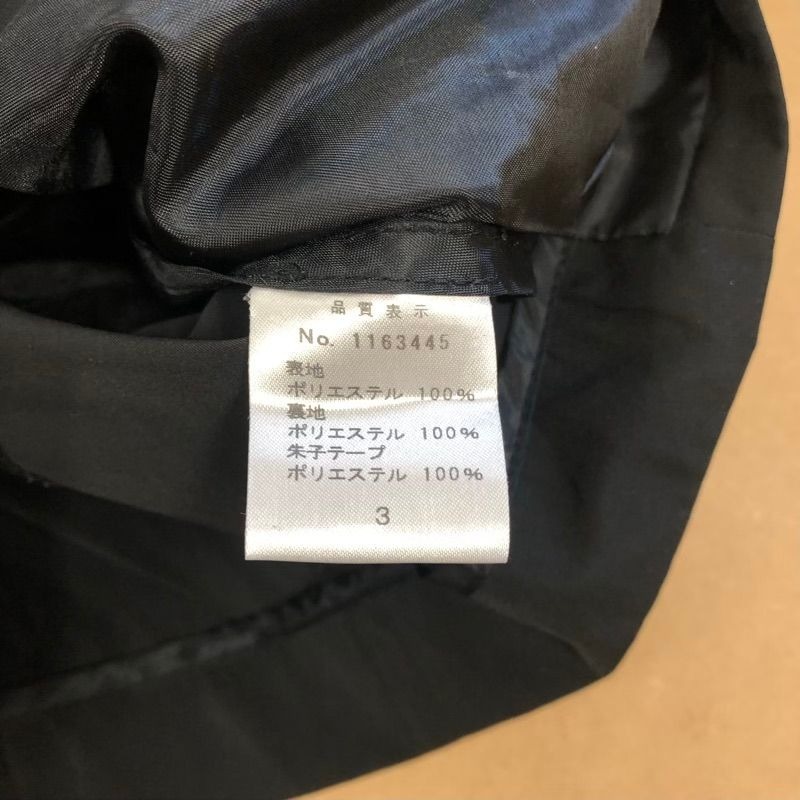 品質表示
No. 1163445
表地
ポリエステル 100%
裏地
ポリエステル 100%
朱子テープ
ポリエステル 100%
3